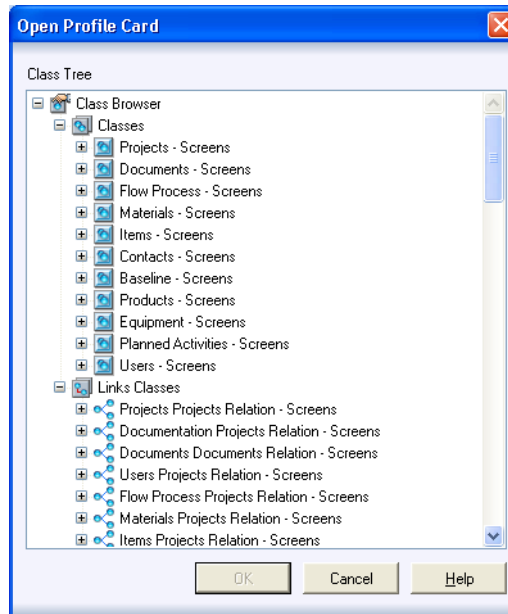 Open Profile Card
Class Tree
Class Browser
Classes
Projects - Screens
Documents - Screens
Flow Process - Screens
Materials - Screens
Items - Screens
Contacts - Screens
Baseline - Screens
Products - Screens
Equipment - Screens
Planned Activities - Screens
Users - Screens
Links Classes
Projects Projects Relation - Screens
Documentation Projects Relation - Screens
Documents Documents Relation - Screens
Users Projects Relation - Screens
Flow Process Projects Relation - Screens
Materials Projects Relation - Screens
Items Projects Relation - Screens
OK Cancel Help